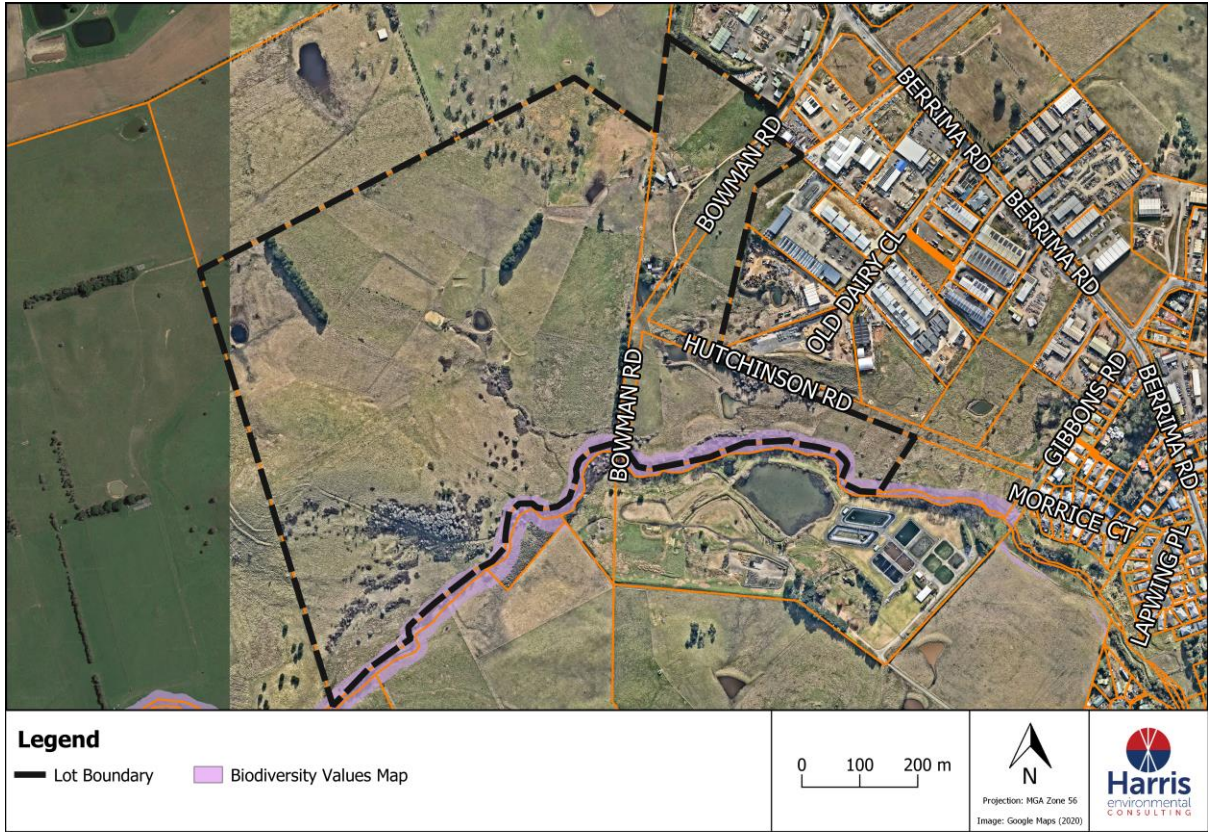 BERRIMA RD
BOWMAN RD
BERRIMA RD
OLD DAIRY CL
HUTCHINSON RD
BOWMAN RD
GIBBONS RD
BERRIMA RD
MORRICE CT
LAPWING PL
Legend
Lot Boundary
Biodiversity Values Map
0 100 200 m
N
Projection: MGA Zone 56
Image: Google Maps (2020)
Harris
environmental
CONSULTING